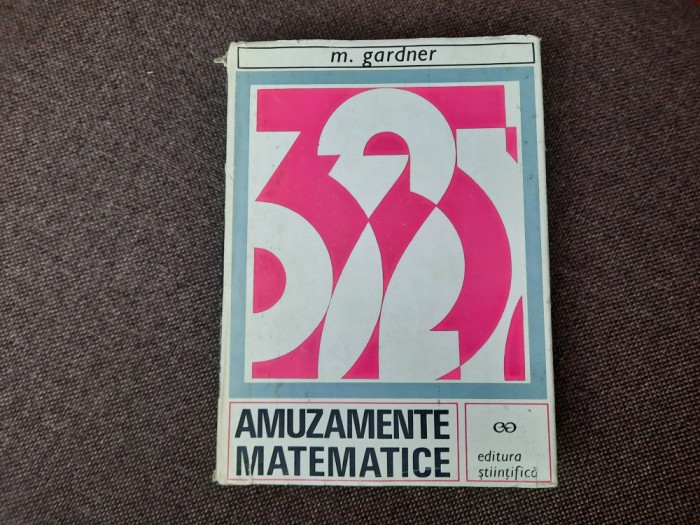 m. gardner
AMUZAMENTE
MATEMATICE
editura
științifică